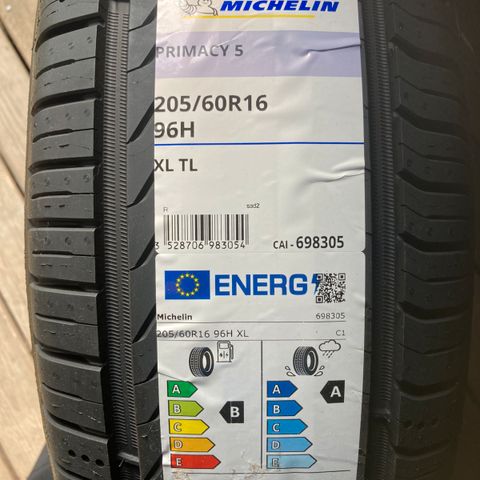 MICHELIN
PRIMACY 5
205/60R16
96H
XL TL
R sad2
3 528706 983054
CAI - 698305
ENERG
Michelin 698305
205/60R16 96H XL C1
A A
B B A
C C
D D
E E